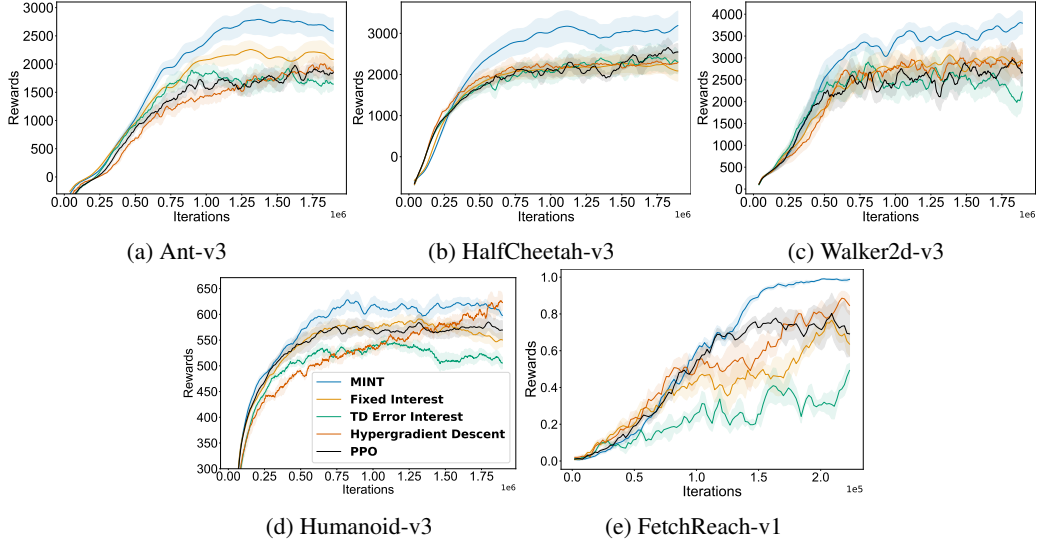 3000
2500
2000
1500
1000
500
0
Rewards
0.00 0.25 0.50 0.75 1.00 1.25 1.50 1.75
Iterations
1e6
(a) Ant-v3
3000
2000
1000
0
Rewards
0.00 0.25 0.50 0.75 1.00 1.25 1.50 1.75
Iterations
1e6
(b) HalfCheetah-v3
4000
3500
3000
2500
2000
1500
1000
500
0
Rewards
0.00 0.25 0.50 0.75 1.00 1.25 1.50 1.75
Iterations
1e6
(c) Walker2d-v3
650
600
550
500
450
400
350
300
Rewards
MINT
Fixed Interest
TD Error Interest
Hypergradient Descent
PPO
0.00 0.25 0.50 0.75 1.00 1.25 1.50 1.75
Iterations
1e6
(d) Humanoid-v3
1.0
0.8
0.6
0.4
0.2
0.0
Rewards
0.0 0.5 1.0 1.5 2.0
Iterations
1e5
(e) FetchReach-v1